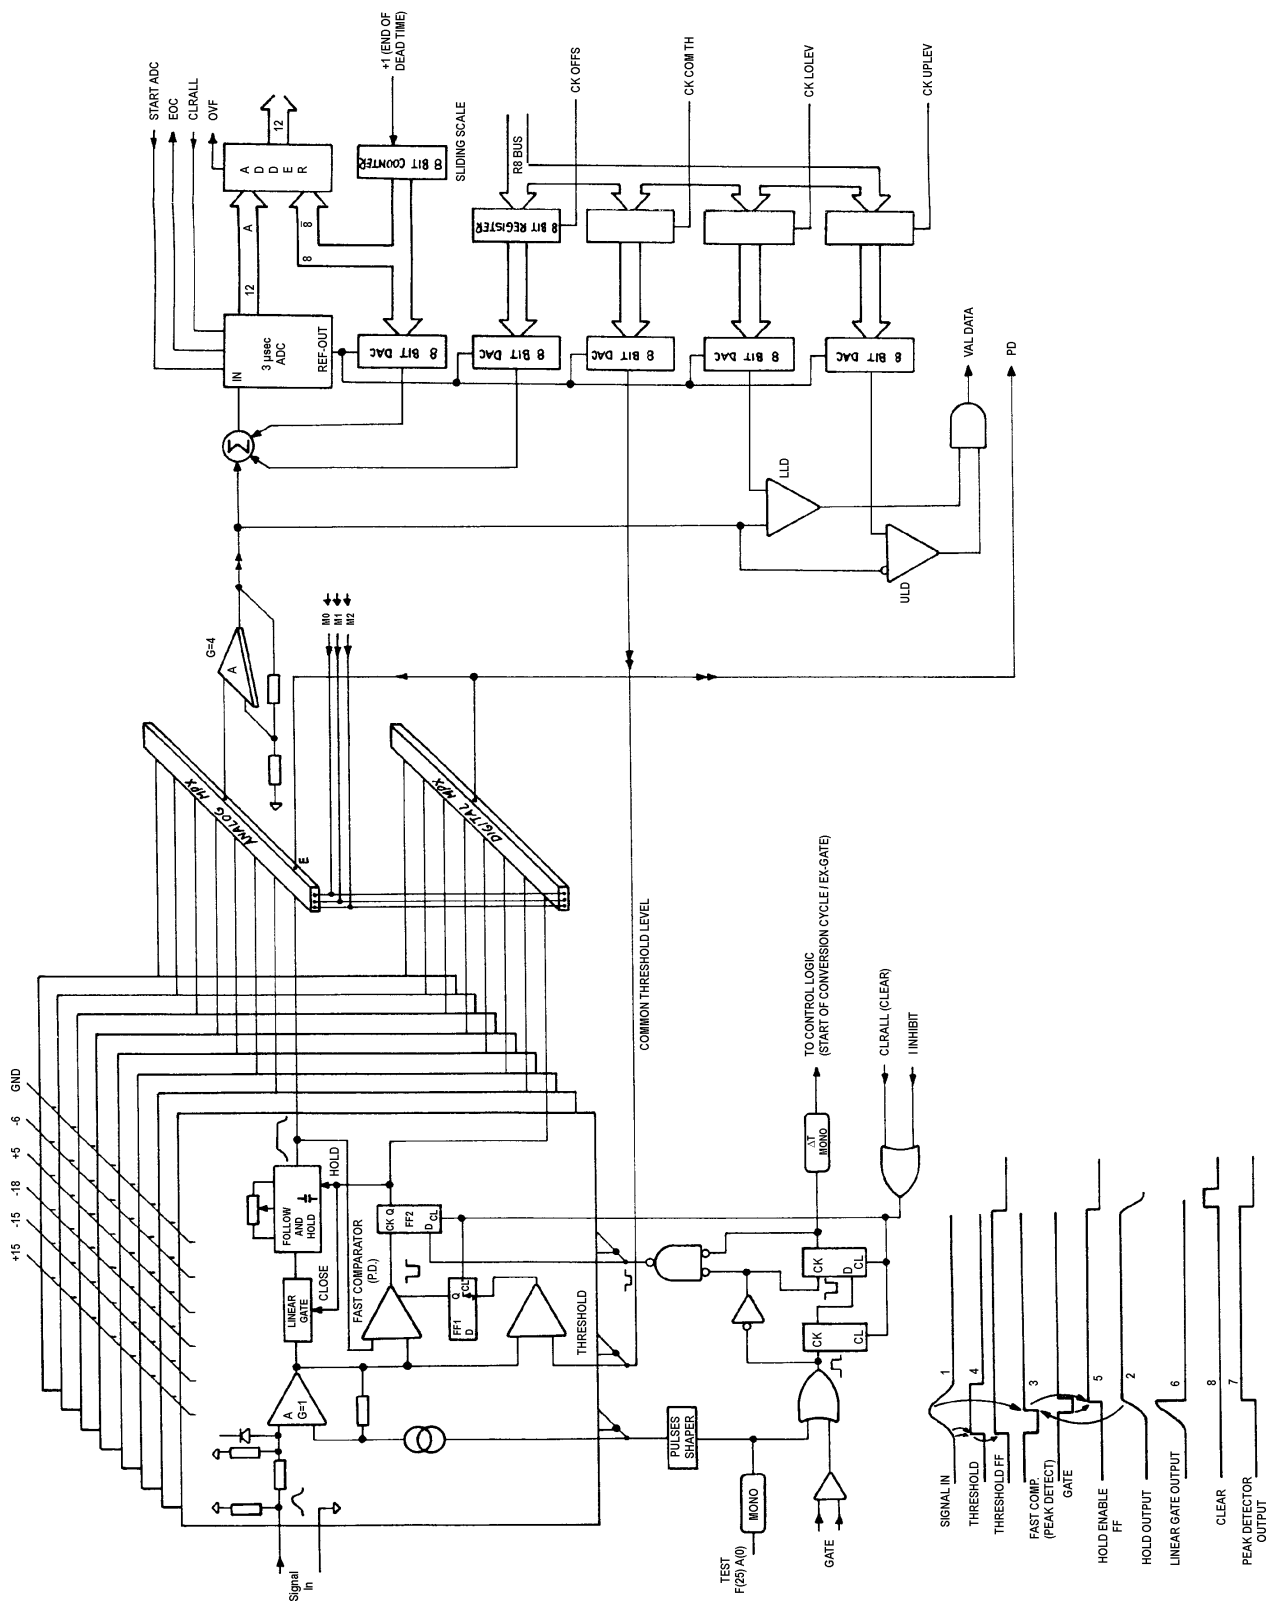 START ADC
EOC
CLRALL
OVF
+1 (END OF
DEAD TIME)
12
A
D
D
E
R
8 BIT COUNTER
SLIDING SCALE
A
12
8
8
IN
3 µsec
ADC
REF-OUT
Σ
8 BIT DAC
8 BIT DAC
8 BIT DAC
8 BIT DAC
8 BIT DAC
8 BIT REGISTER
R8 BUS
CK OFFS
CK COM TH
CK LOLEV
CK UPLEV
VAL DATA
PD
LLD
ULD
G=4
A
M0
M1
M2
ANALOG MPX
E
DIGITAL MPX
COMMON THRESHOLD LEVEL
GND
-6
+5
-18
-15
+15
FOLLOW
AND
HOLD
HOLD
LINEAR
GATE
CLOSE
FAST COMPARATOR
(P.D.)
CK Q
FF2
D CL
Q CL
FF1
D
THRESHOLD
A
G=1
Signal
In
PULSES
SHAPER
MONO
TEST
F(25) A(0)
GATE
CK
CL
CK
D
CL
ΔT
MONO
TO CONTROL LOGIC
(START OF CONVERSION CYCLE / EX-GATE)
CLRALL (CLEAR)
I INHIBIT
SIGNAL IN
1
THRESHOLD
4
THRESHOLD FF
FAST COMP.
(PEAK DETECT)
3
GATE
HOLD ENABLE
FF
5
HOLD OUTPUT
2
LINEAR GATE OUTPUT
6
CLEAR
8
PEAK DETECTOR
OUTPUT
7